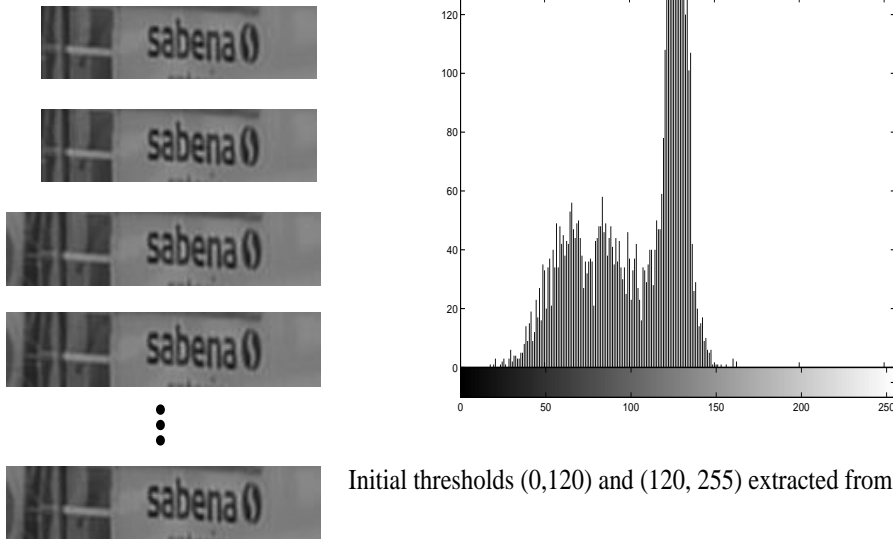 sabena
sabena
sabena
sabena
sabena
120
100
80
60
40
20
0
0 50 100 150 200 250
Initial thresholds (0,120) and (120, 255) extracted from